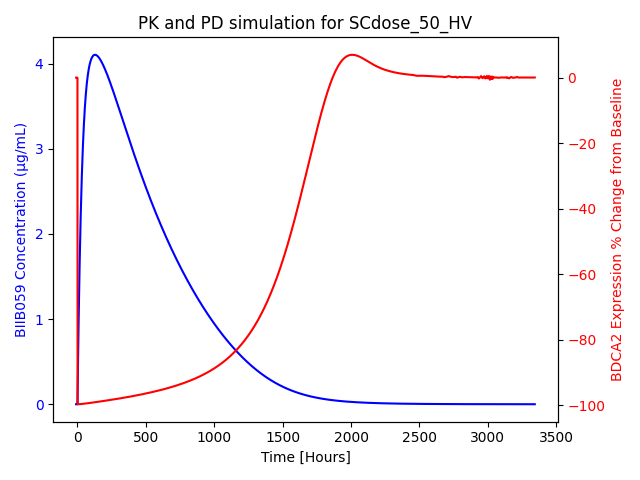 PK and PD simulation for SCdose_50_HV
BIIB059 Concentration (μg/mL)
4
3
2
1
0
0
−20
−40
−60
−80
−100
BDCA2 Expression % Change from Baseline
0 500 1000 1500 2000 2500 3000 3500
Time [Hours]